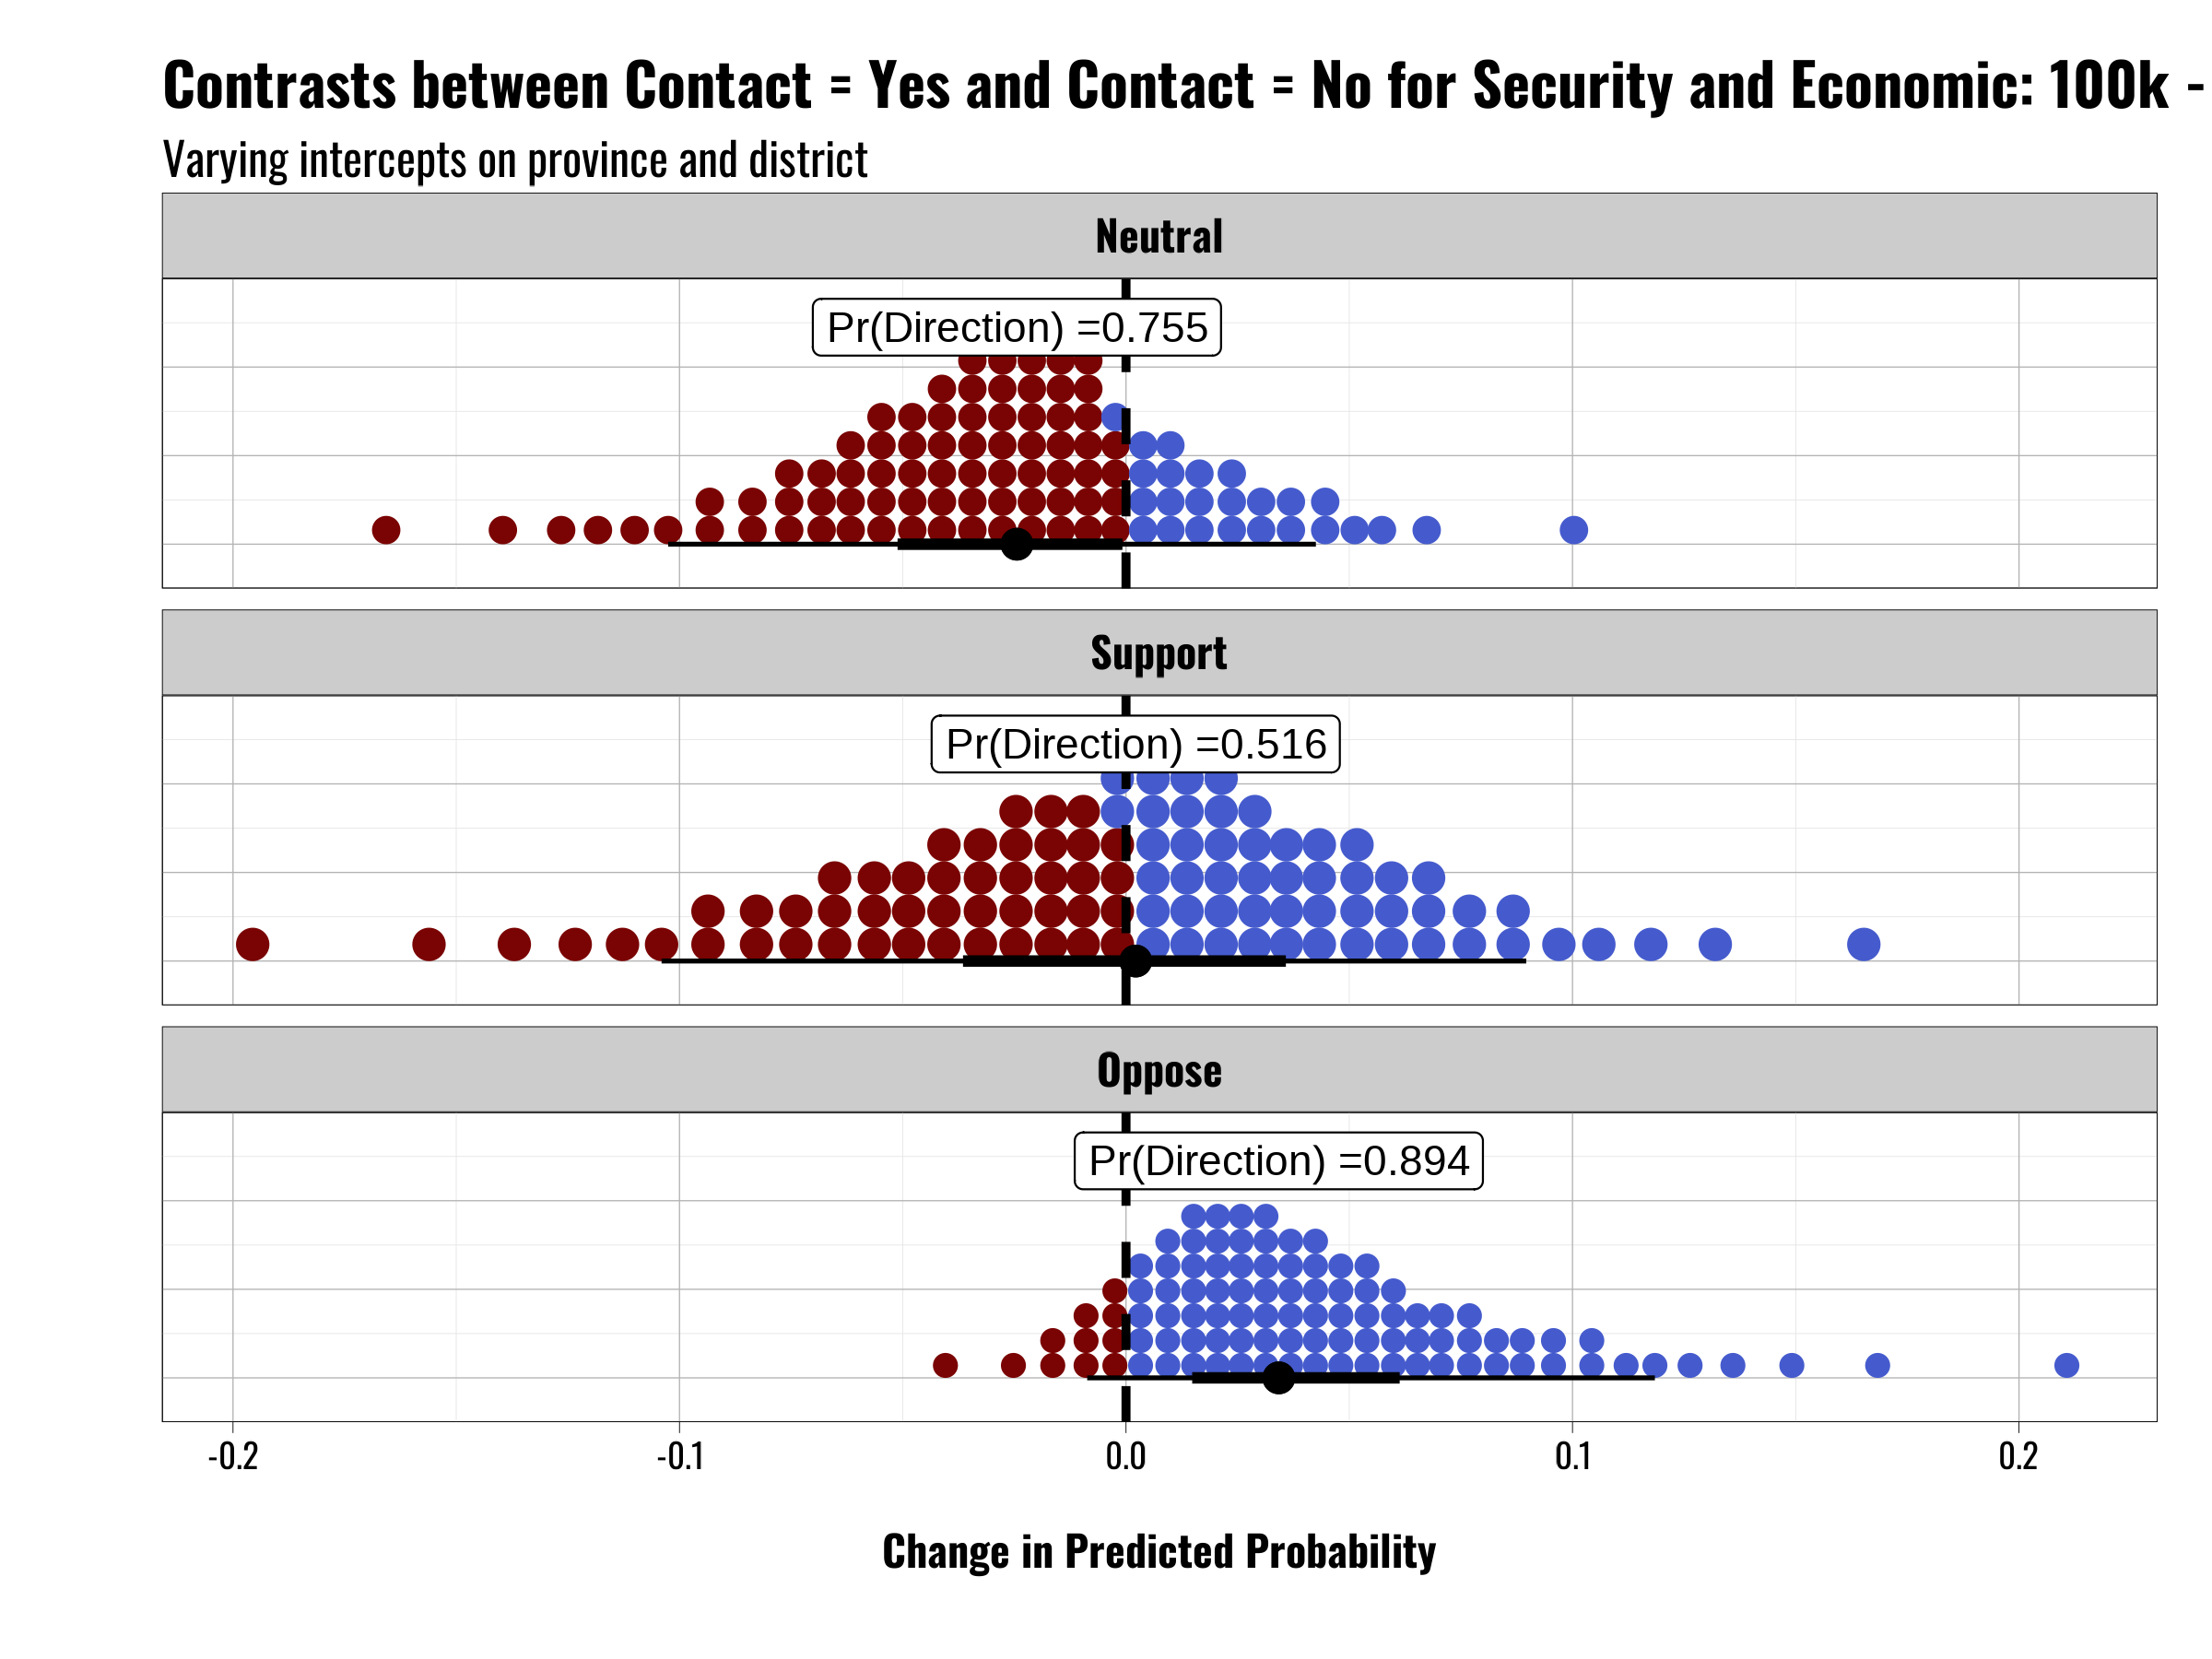 Contrasts between Contact = Yes and Contact = No for Security and Economic: 100k -
Varying intercepts on province and district
Neutral
Pr(Direction) =0.755
Support
Pr(Direction) =0.516
Oppose
Pr(Direction) =0.894
-0.2 -0.1 0.0 0.1 0.2
Change in Predicted Probability